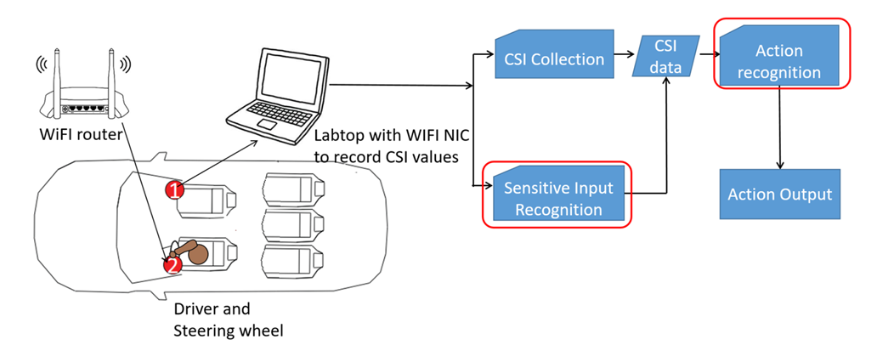 WiFI router
Labtop with WIFI NIC
to record CSI values
CSI Collection
CSI
data
Action
recognition
Sensitive Input
Recognition
Action Output
1
2
Driver and
Steering wheel